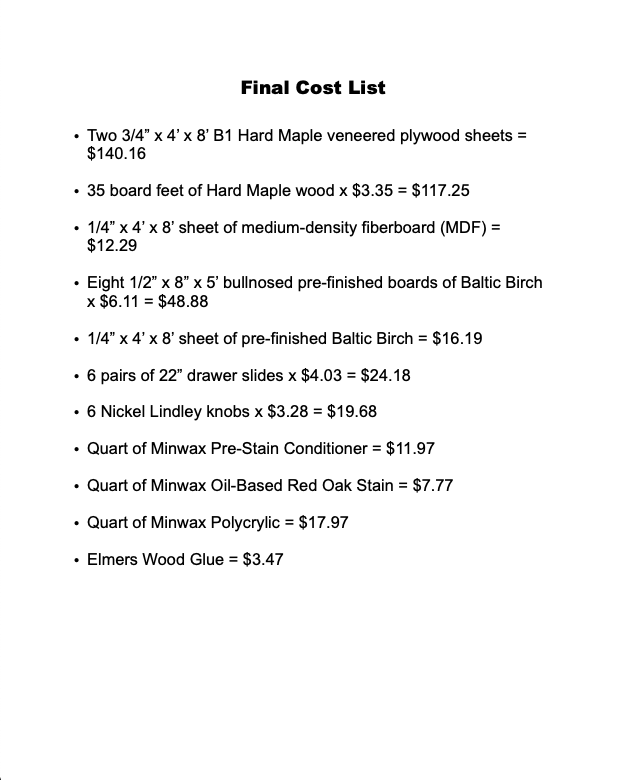 Final Cost List
• Two 3/4” x 4’ x 8’ B1 Hard Maple veneered plywood sheets =
$140.16
• 35 board feet of Hard Maple wood x $3.35 = $117.25
• 1/4” x 4’ x 8’ sheet of medium-density fiberboard (MDF) =
$12.29
• Eight 1/2” x 8” x 5’ bullnosed pre-finished boards of Baltic Birch
x $6.11 = $48.88
• 1/4” x 4’ x 8’ sheet of pre-finished Baltic Birch = $16.19
• 6 pairs of 22” drawer slides x $4.03 = $24.18
• 6 Nickel Lindley knobs x $3.28 = $19.68
• Quart of Minwax Pre-Stain Conditioner = $11.97
• Quart of Minwax Oil-Based Red Oak Stain = $7.77
• Quart of Minwax Polycrylic = $17.97
• Elmers Wood Glue = $3.47